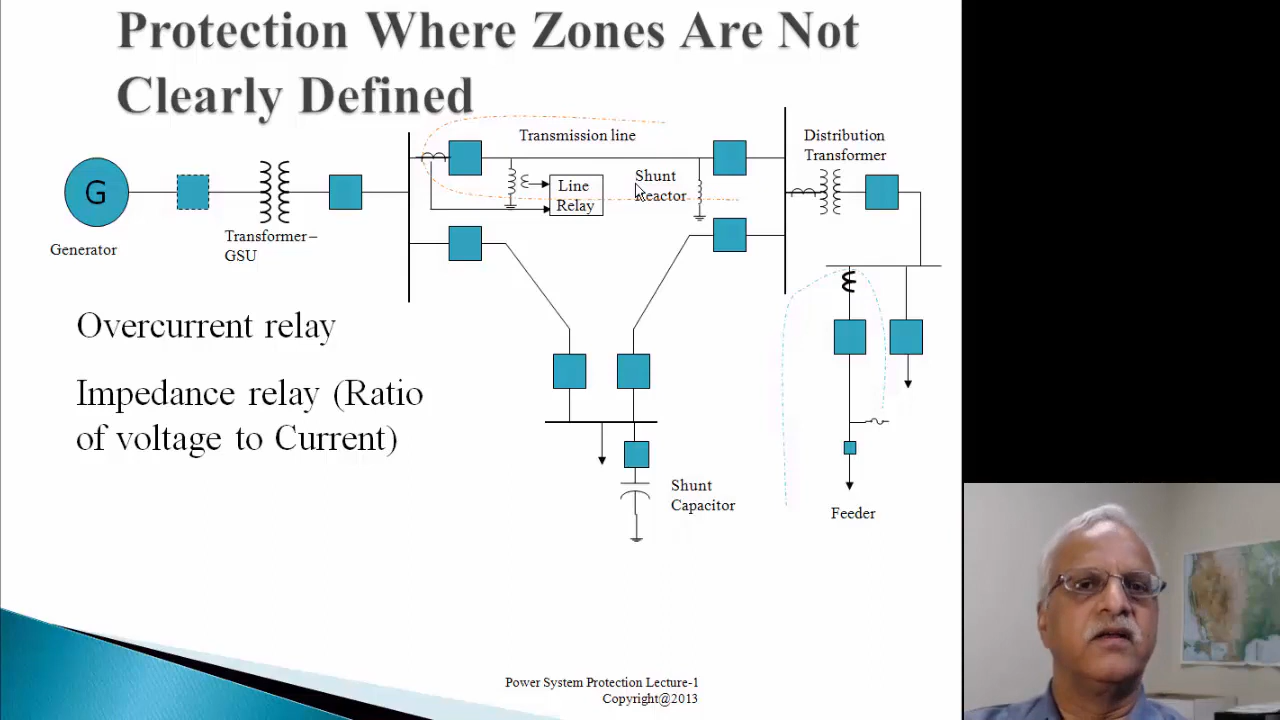 Protection Where Zones Are Not
Clearly Defined
Transmission line
Distribution
Transformer
Shunt
Reactor
Line
Relay
G
Generator
Transformer–
GSU
Overcurrent relay
Impedance relay (Ratio
of voltage to Current)
Shunt
Capacitor
Feeder
Power System Protection Lecture-1
Copyright@2013